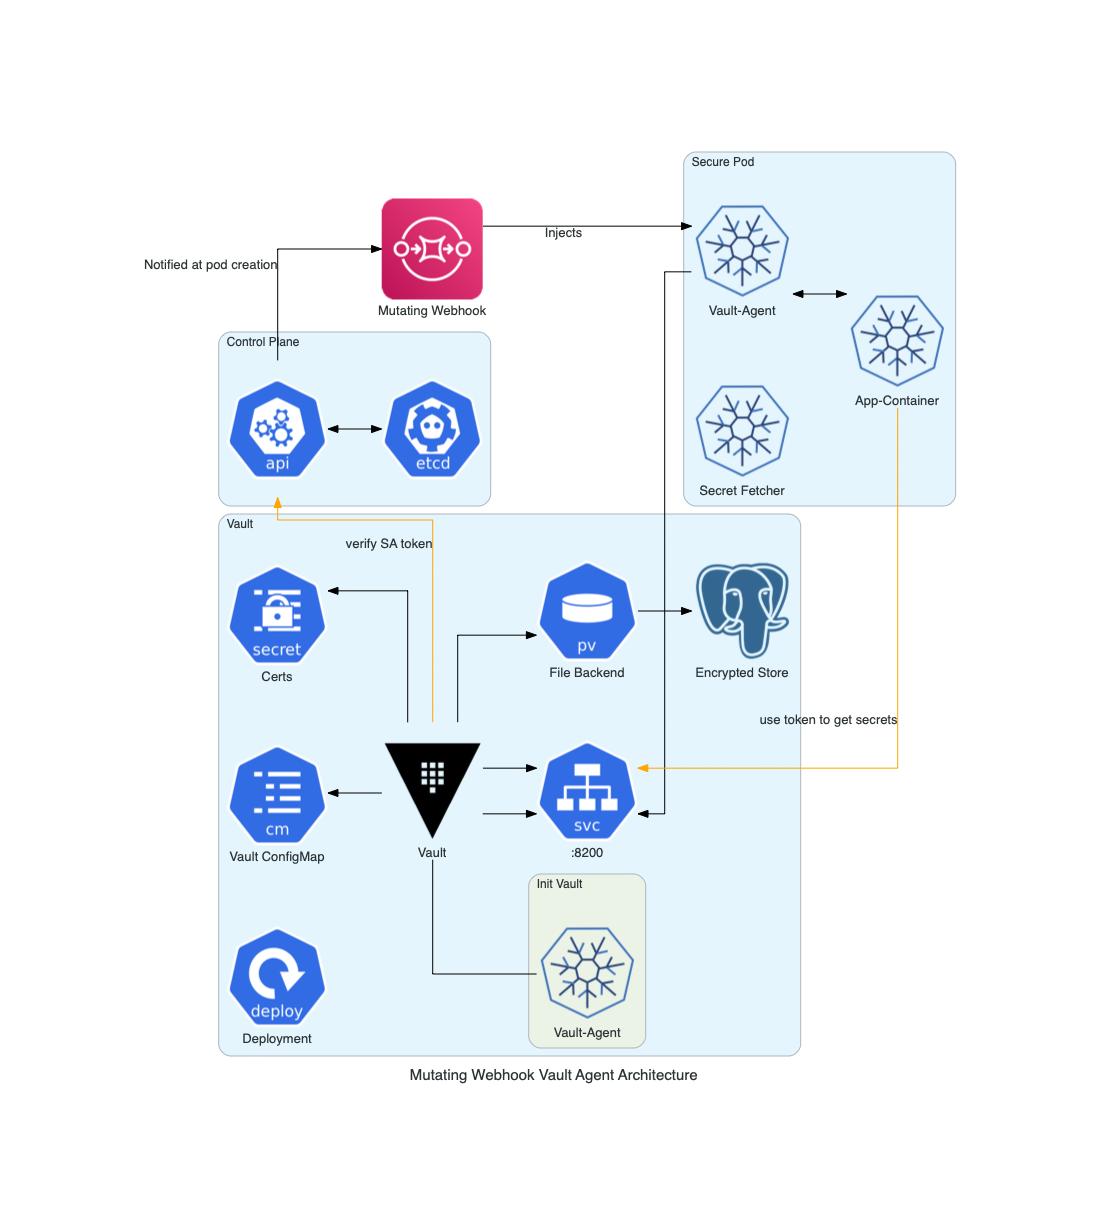 Secure Pod
Injects
Notified at pod creation
Mutating Webhook
Vault-Agent
Control Plane
App-Container
api
etcd
Secret Fetcher
Vault
verify SA token
secret
Certs
pv
File Backend
Encrypted Store
use token to get secrets
cm
Vault ConfigMap
Vault
svc
:8200
Init Vault
deploy
Deployment
Vault-Agent
Mutating Webhook Vault Agent Architecture